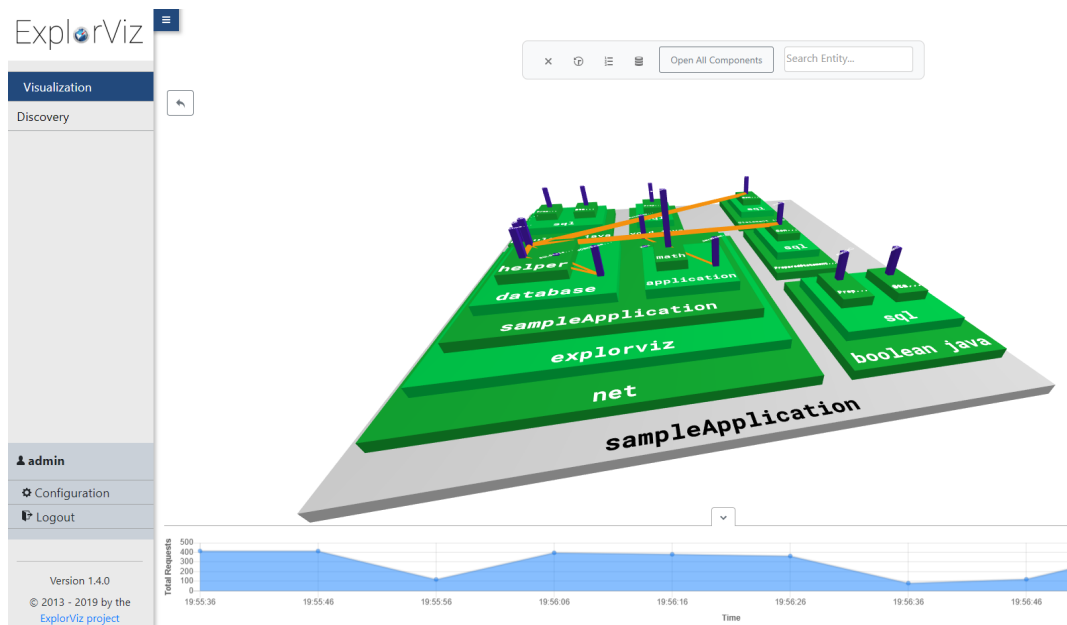 ExplorViz
Visualization
Discovery
Open All Components
Search Entity...
sql
sql
java
sql
helper
math
database
application
sampleApplication
sql
explorviz
boolean java
net
sampleApplication
admin
Configuration
Logout
Version 1.4.0
© 2013 - 2019 by the
ExplorViz project
Total Requests
500
400
300
200
100
0
19:55:36
19:55:46
19:55:56
19:56:06
19:56:16
19:56:26
19:56:36
19:56:46
Time